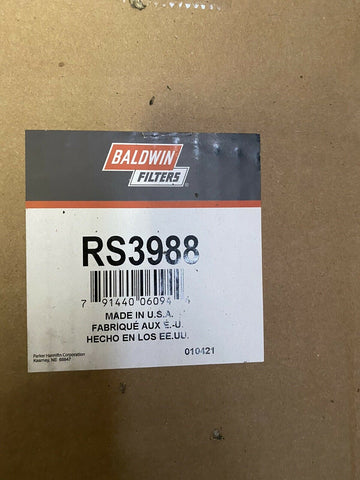 BALDWIN
FILTERS
RS3988
7 91440 06094 4
MADE IN U.S.A.
FABRIQUÉ AUX É.-U.
HECHO EN LOS EE.UU.
Parker Hannifin Corporation
Kearney, NE 68847
010421